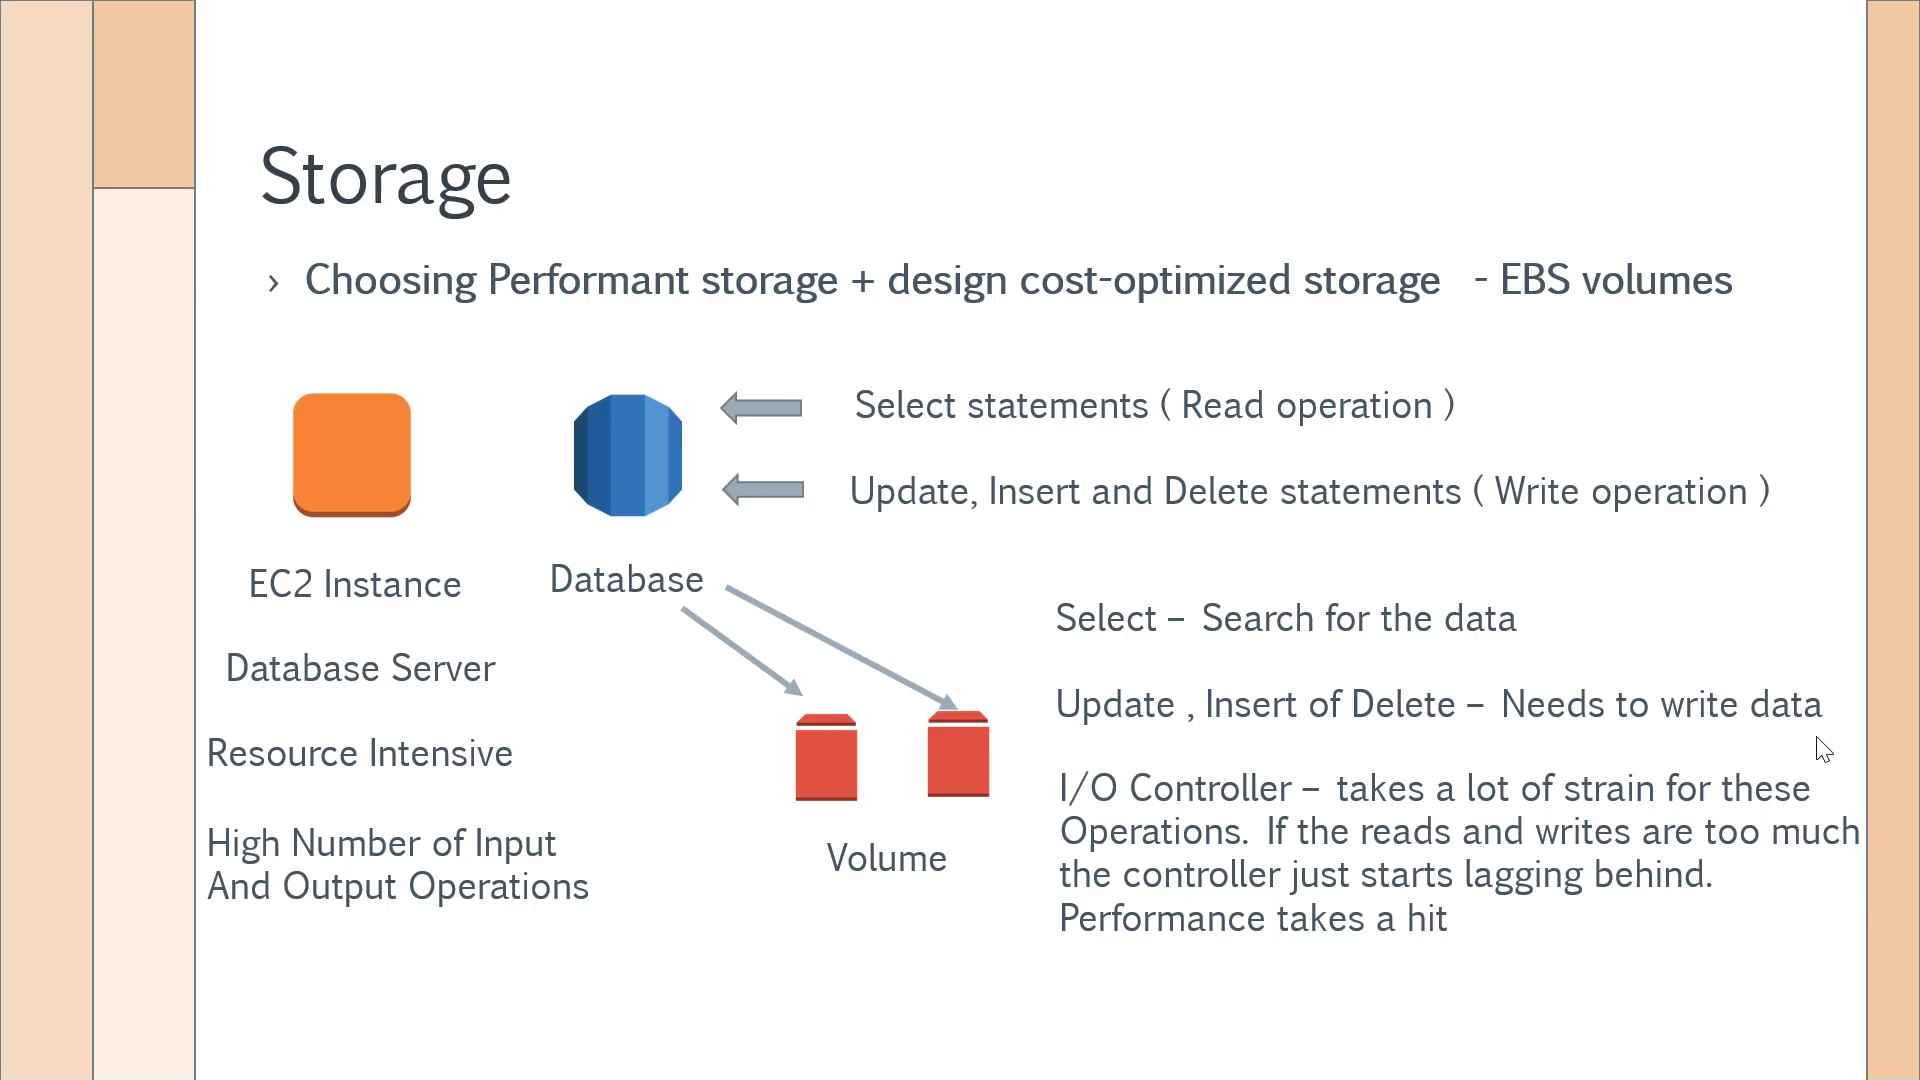 Storage
› Choosing Performant storage + design cost-optimized storage - EBS volumes
Select statements ( Read operation )
Update, Insert and Delete statements ( Write operation )
EC2 Instance
Database
Database Server
Resource Intensive
High Number of Input
And Output Operations
Volume
Select – Search for the data
Update , Insert of Delete – Needs to write data
I/O Controller – takes a lot of strain for these
Operations. If the reads and writes are too much
the controller just starts lagging behind.
Performance takes a hit